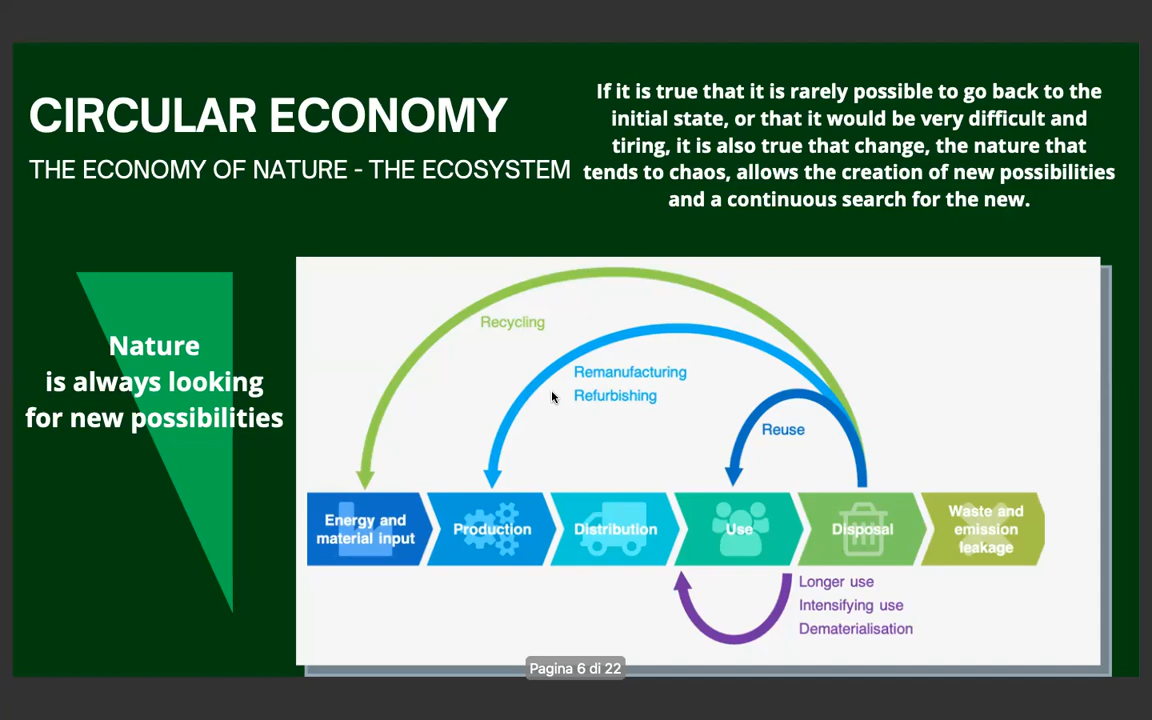 CIRCULAR ECONOMY
THE ECONOMY OF NATURE - THE ECOSYSTEM
If it is true that it is rarely possible to go back to the
initial state, or that it would be very difficult and
tiring, it is also true that change, the nature that
tends to chaos, allows the creation of new possibilities
and a continuous search for the new.
Nature
is always looking
for new possibilities
Recycling
Remanufacturing
Refurbishing
Reuse
Energy and
material input
Production
Distribution
Use
Disposal
Waste and
emission
leakage
Longer use
Intensifying use
Dematerialisation
Pagina 6 di 22